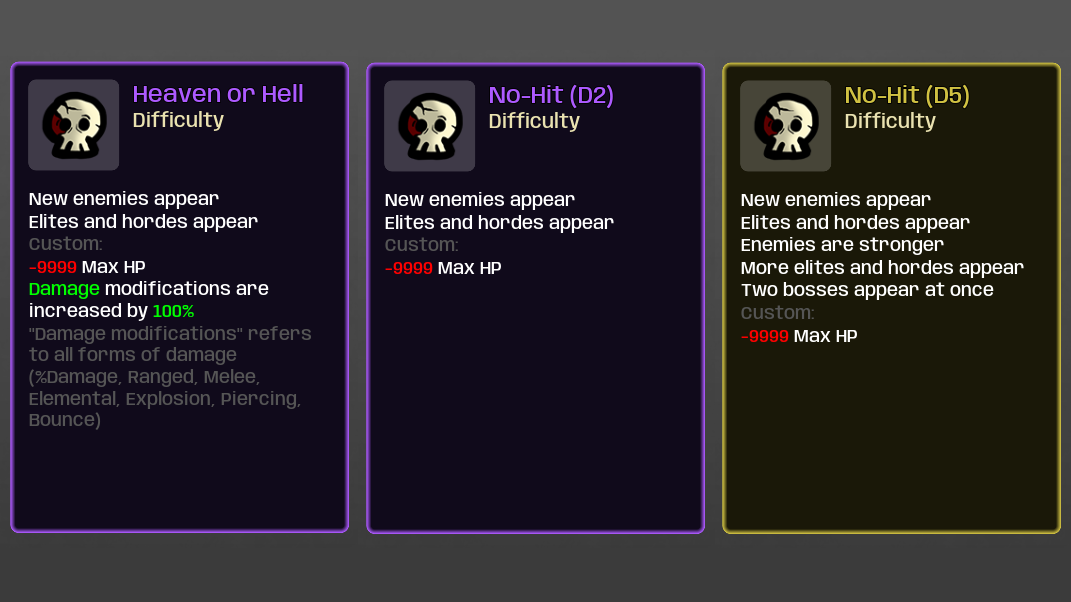 Heaven or Hell
Difficulty
New enemies appear
Elites and hordes appear
Custom:
-9999 Max HP
Damage modifications are
increased by 100%
"Damage modifications" refers
to all forms of damage
(%Damage, Ranged, Melee,
Elemental, Explosion, Piercing,
Bounce)
No-Hit (D2)
Difficulty
New enemies appear
Elites and hordes appear
Custom:
-9999 Max HP
No-Hit (D5)
Difficulty
New enemies appear
Elites and hordes appear
Enemies are stronger
More elites and hordes appear
Two bosses appear at once
Custom:
-9999 Max HP